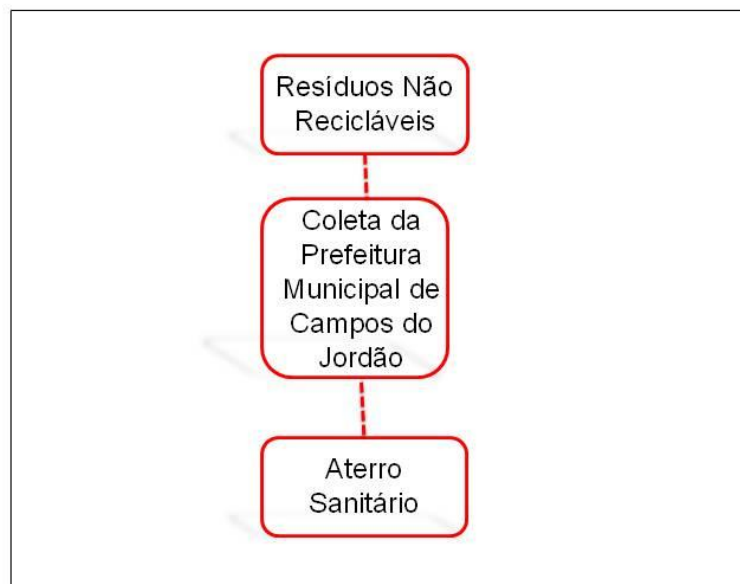 Resíduos Não
Recicláveis
Coleta da
Prefeitura
Municipal de
Campos do
Jordão
Aterro
Sanitário